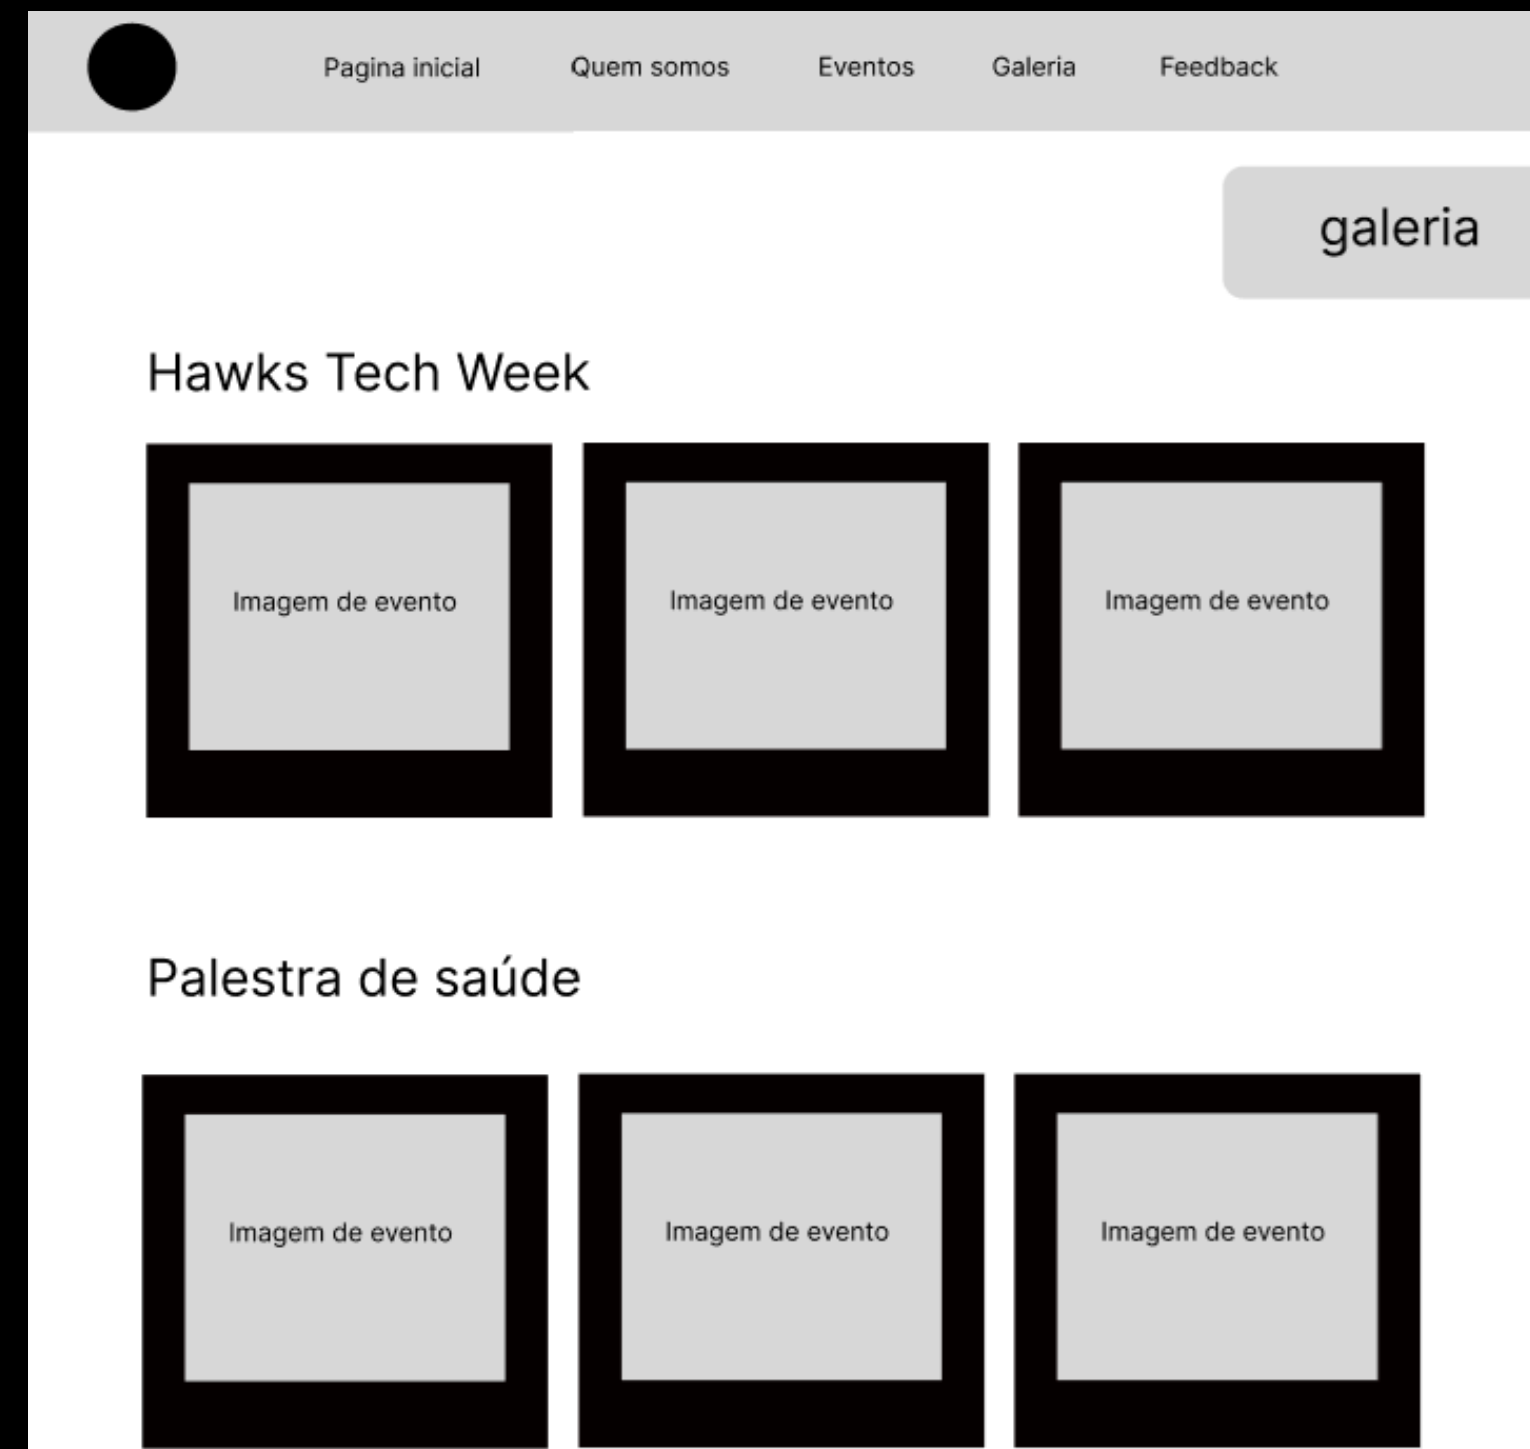 Pagina inicial Quem somos Eventos Galeria Feedback
galeria
Hawks Tech Week
Imagem de evento Imagem de evento Imagem de evento
Palestra de saúde
Imagem de evento Imagem de evento Imagem de evento